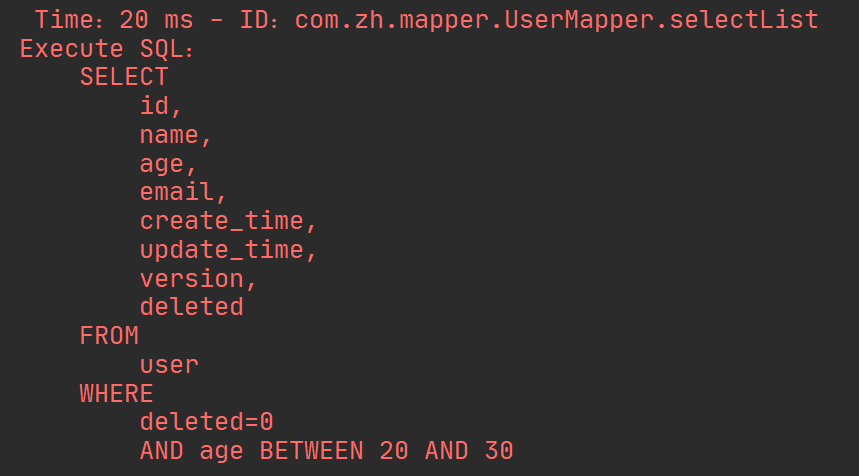 Time：20 ms - ID：com.zh.mapper.UserMapper.selectList
Execute SQL：
SELECT
id,
name,
age,
email,
create_time,
update_time,
version,
deleted
FROM
user
WHERE
deleted=0
AND age BETWEEN 20 AND 30